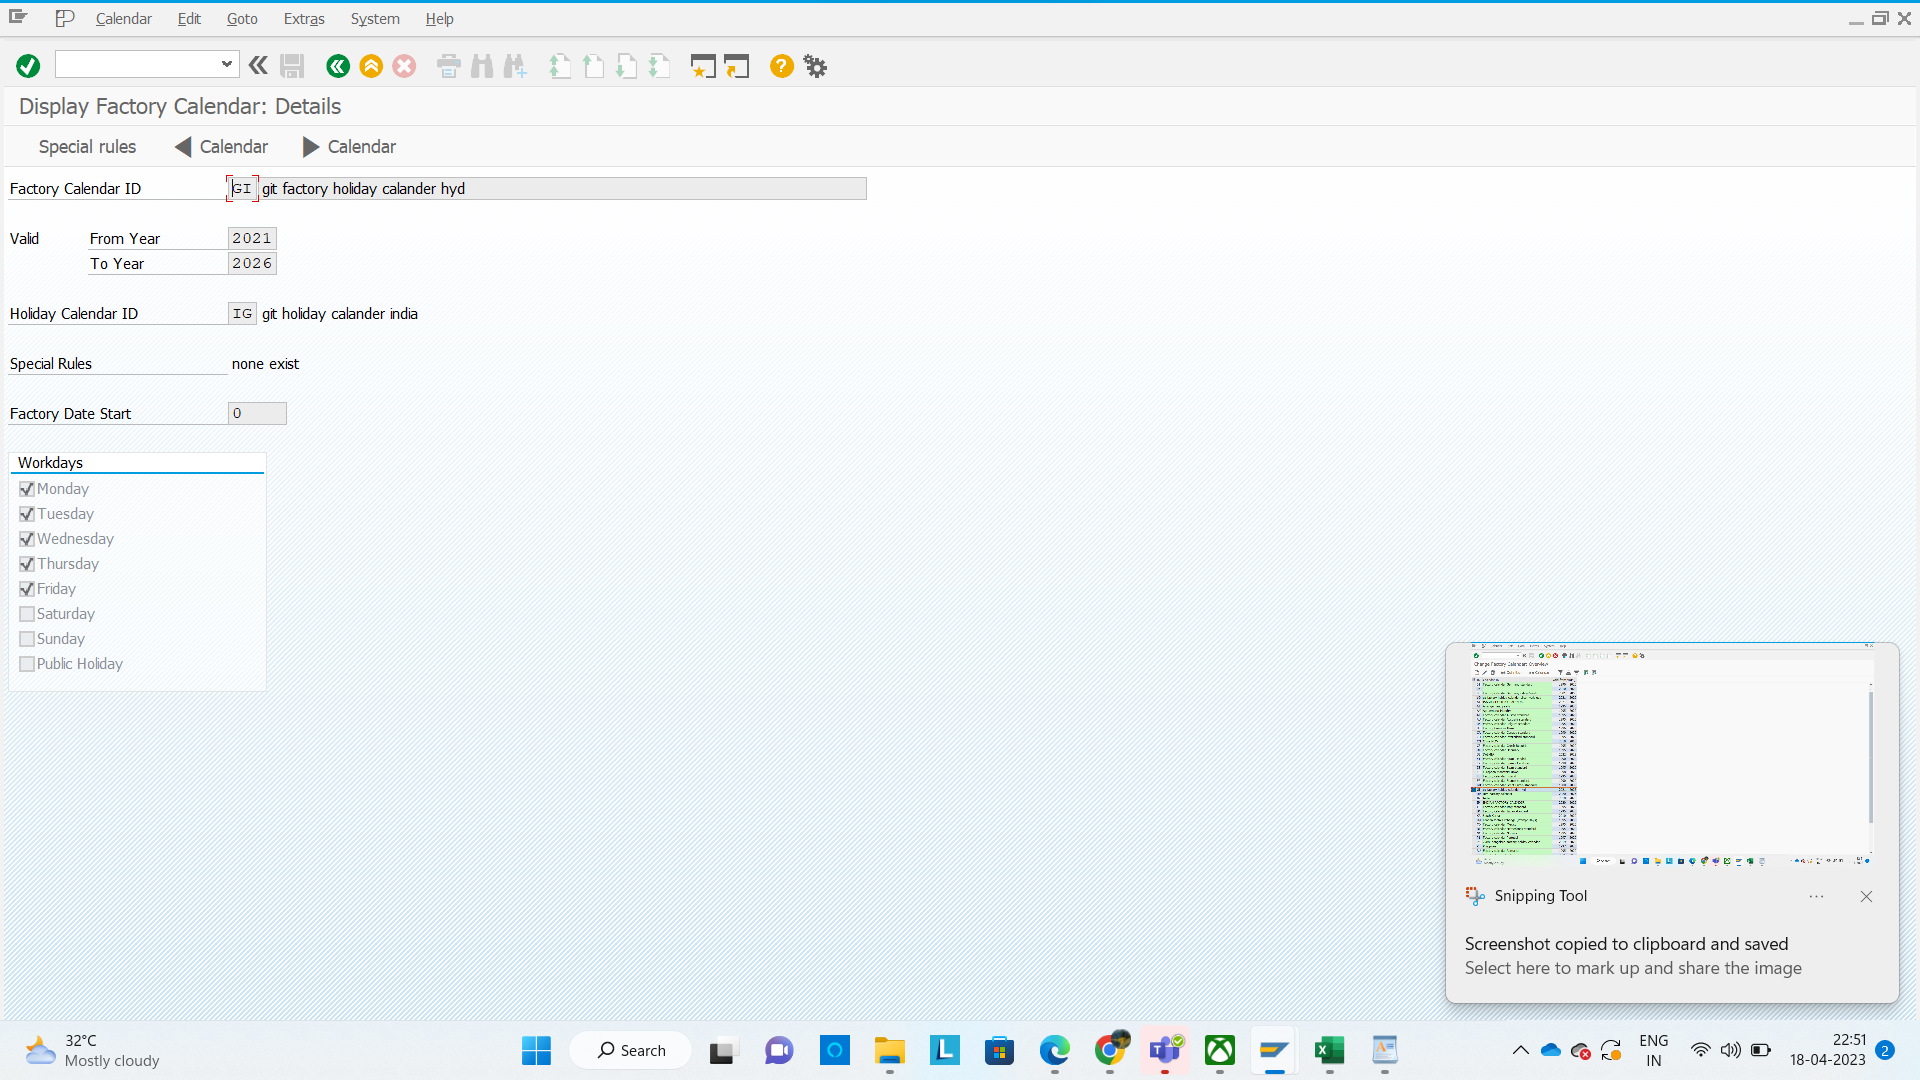 Calendar Edit Goto Extras System Help
Display Factory Calendar: Details
Special rules Calendar Calendar
Factory Calendar ID GI git factory holiday calander hyd
Valid From Year 2021
To Year 2026
Holiday Calendar ID IG git holiday calander india
Special Rules none exist
Factory Date Start 0
Workdays
Monday
Tuesday
Wednesday
Thursday
Friday
Saturday
Sunday
Public Holiday
Change Factory Calendar: Overview
Snipping Tool
Screenshot copied to clipboard and saved
Select here to mark up and share the image
32°C
Mostly cloudy
Search
ENG
IN
22:51
18-04-2023
2